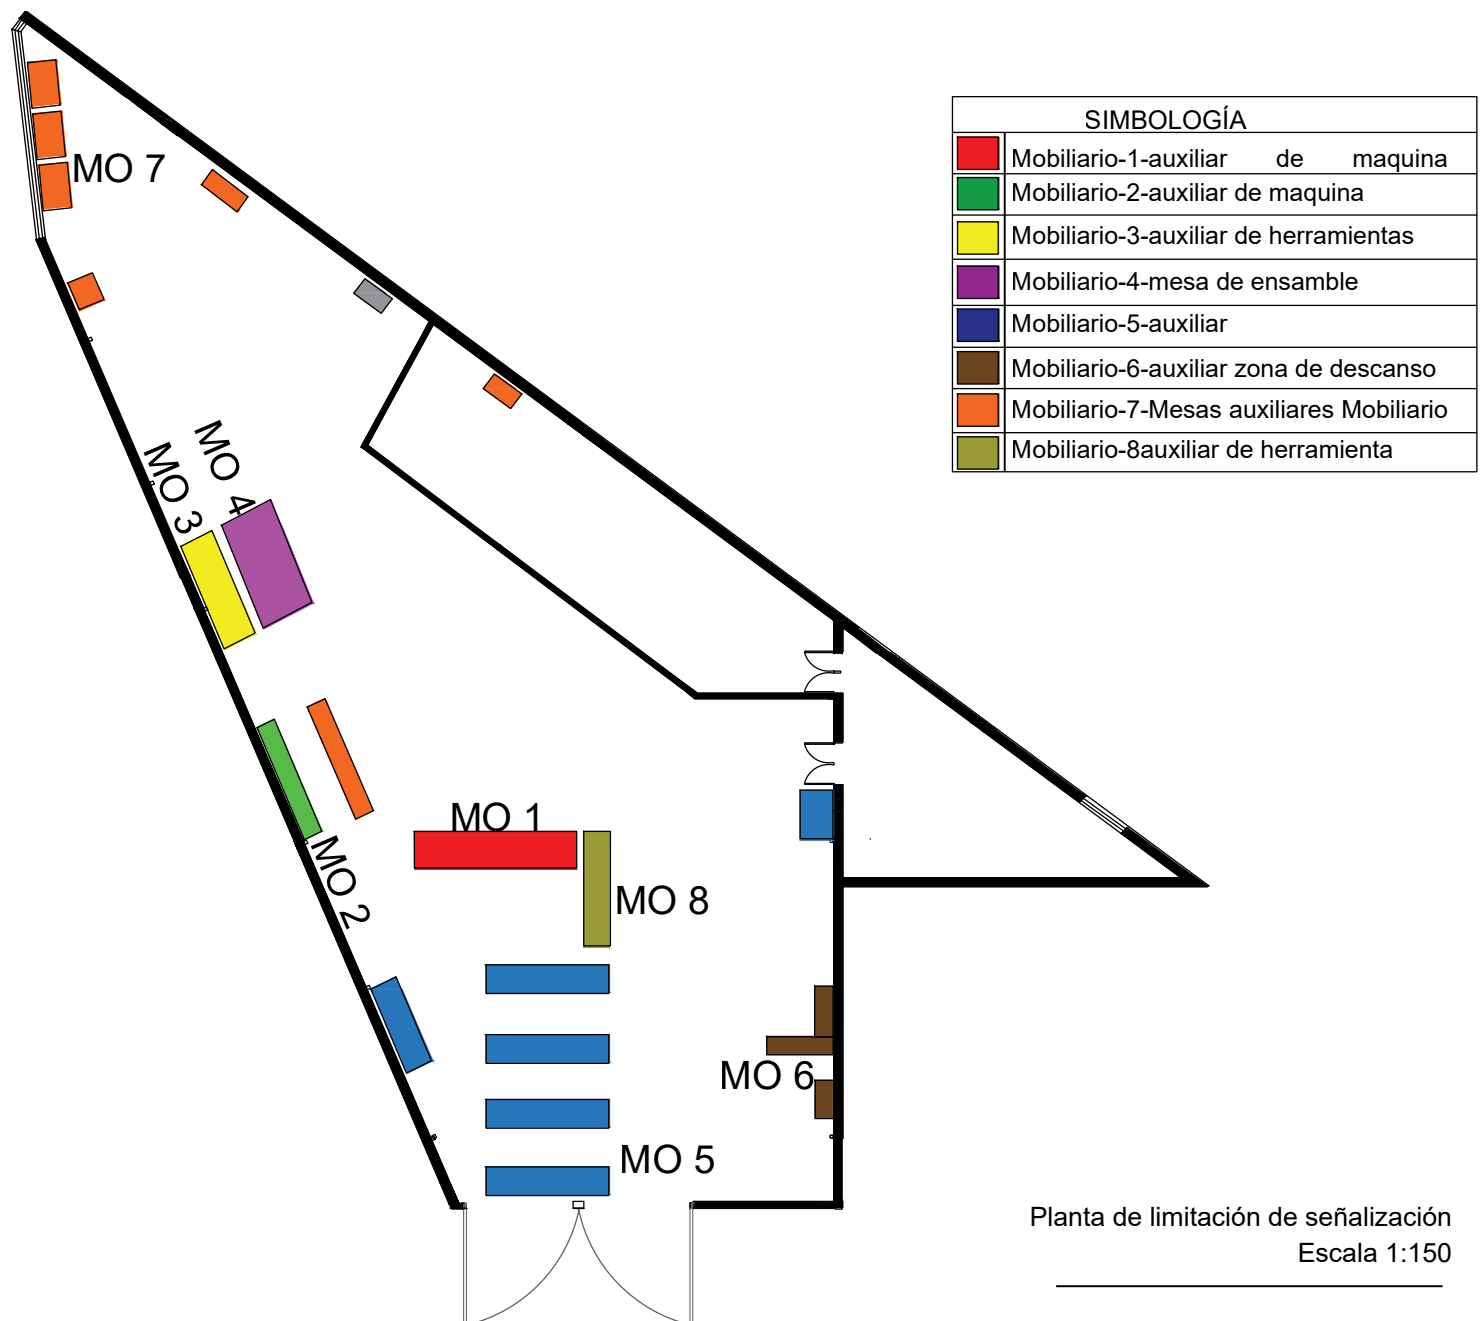 SIMBOLOGÍA
Mobiliario-1-auxiliar de maquina
Mobiliario-2-auxiliar de maquina
Mobiliario-3-auxiliar de herramientas
Mobiliario-4-mesa de ensamble
Mobiliario-5-auxiliar
Mobiliario-6-auxiliar zona de descanso
Mobiliario-7-Mesas auxiliares Mobiliario
Mobiliario-8auxiliar de herramienta
MO 7
MO 4
MO 3
MO 1
MO 2
MO 8
MO 6
MO 5
Planta de limitación de señalización
Escala 1:150